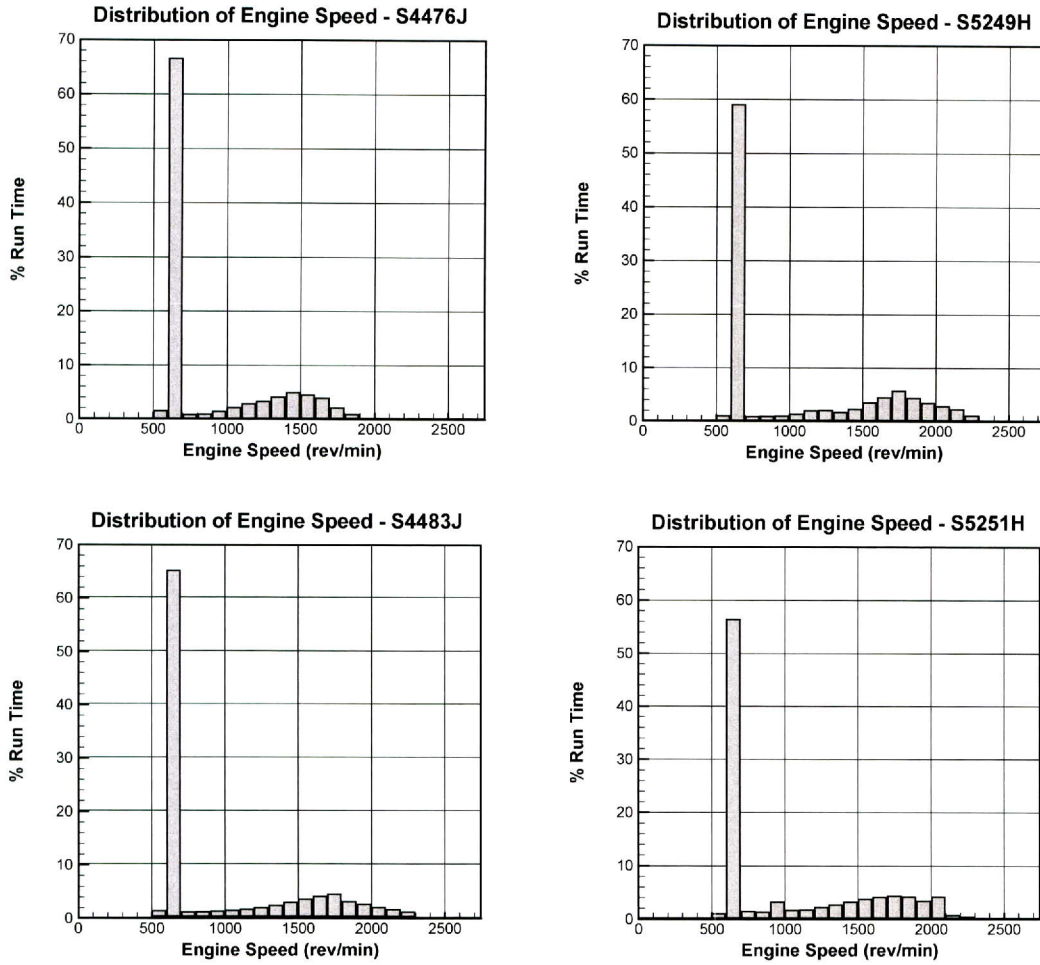 Distribution of Engine Speed - S4476J
70
60
50
40
30
20
10
0
% Run Time
0 500 1000 1500 2000 2500
Engine Speed (rev/min)
Distribution of Engine Speed - S5249H
70
60
50
40
30
20
10
0
% Run Time
0 500 1000 1500 2000 2500
Engine Speed (rev/min)
Distribution of Engine Speed - S4483J
70
60
50
40
30
20
10
0
% Run Time
0 500 1000 1500 2000 2500
Engine Speed (rev/min)
Distribution of Engine Speed - S5251H
70
60
50
40
30
20
10
0
% Run Time
0 500 1000 1500 2000 2500
Engine Speed (rev/min)